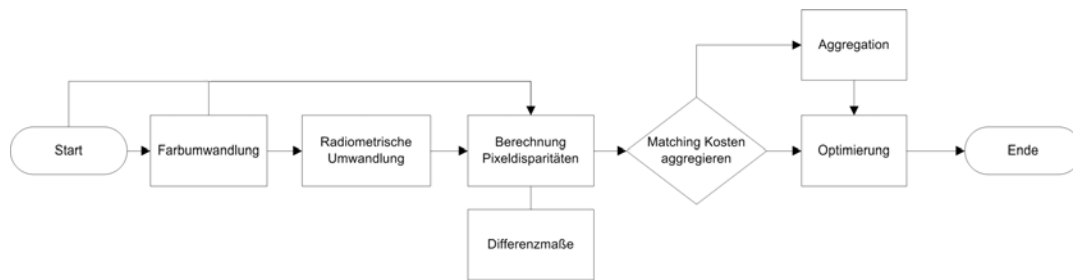 Start
Farbumwandlung
Radiometrische
Umwandlung
Berechnung
Pixeldisparitäten
Differenzmaße
Matching Kosten
aggregieren
Aggregation
Optimierung
Ende